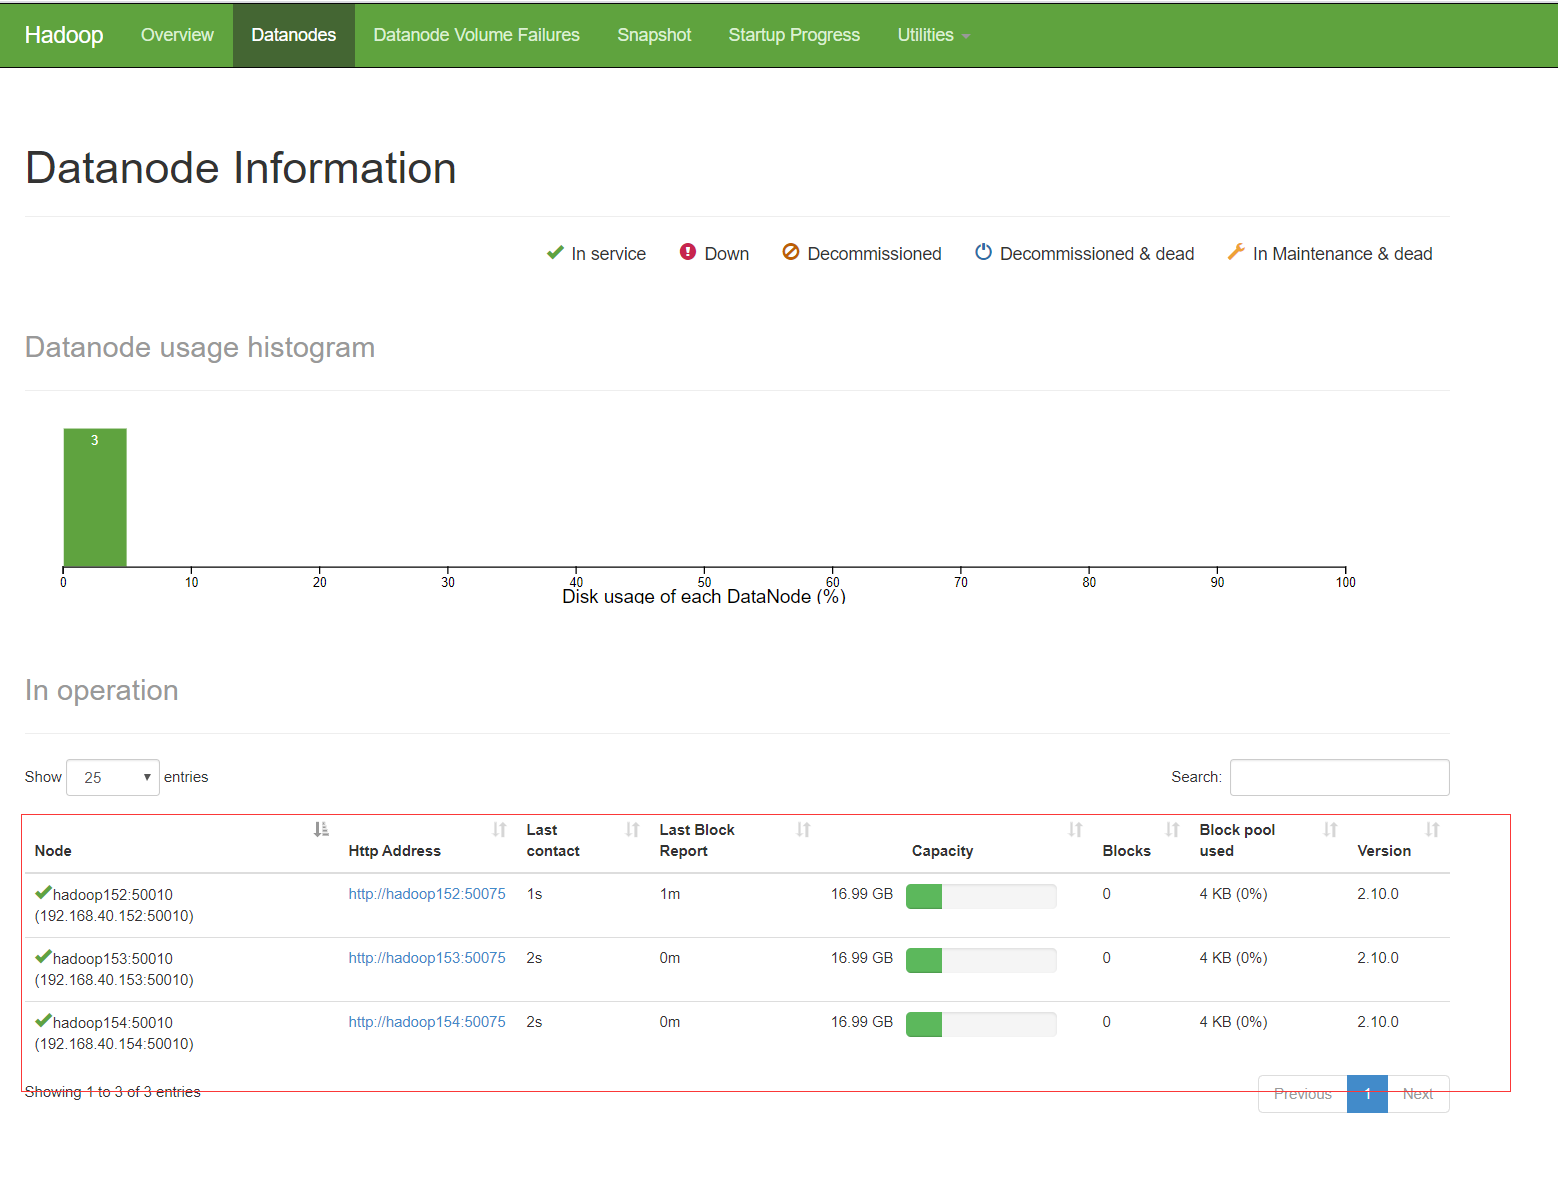 Hadoop Overview Datanodes Datanode Volume Failures Snapshot Startup Progress Utilities
Datanode Information
In service Down Decommissioned Decommissioned & dead In Maintenance & dead
Datanode usage histogram
3
0 10 20 30 40 50 60 70 80 90 100
Disk usage of each DataNode (%)
In operation
Show 25 entries Search:
Node Http Address Last contact Last Block Report Capacity Blocks Block pool used Version
hadoop152:50010 http://hadoop152:50075 1s 1m 16.99 GB 0 4 KB (0%) 2.10.0
(192.168.40.152:50010)
hadoop153:50010 http://hadoop153:50075 2s 0m 16.99 GB 0 4 KB (0%) 2.10.0
(192.168.40.153:50010)
hadoop154:50010 http://hadoop154:50075 2s 0m 16.99 GB 0 4 KB (0%) 2.10.0
(192.168.40.154:50010)
Showing 1 to 3 of 3 entries Previous 1 Next